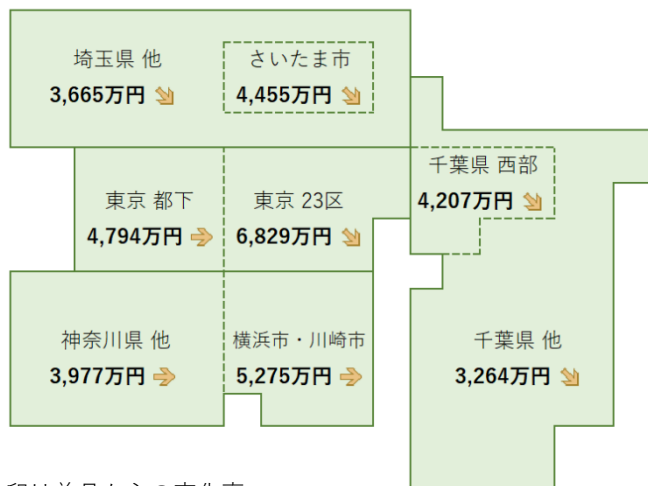 埼玉県 他
3,665万円
さいたま市
4,455万円
東京 都下
4,794万円
東京 23区
6,829万円
千葉県 西部
4,207万円
神奈川県 他
3,977万円
横浜市・川崎市
5,275万円
千葉県 他
3,264万円